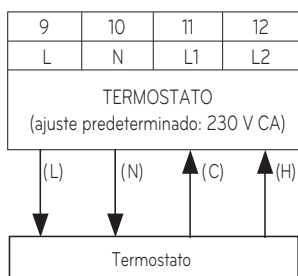 9 10 11 12
L N L1 L2
TERMOSTATO
(ajuste predeterminado: 230 V CA)
(L) (N) (C) (H)
Termostato